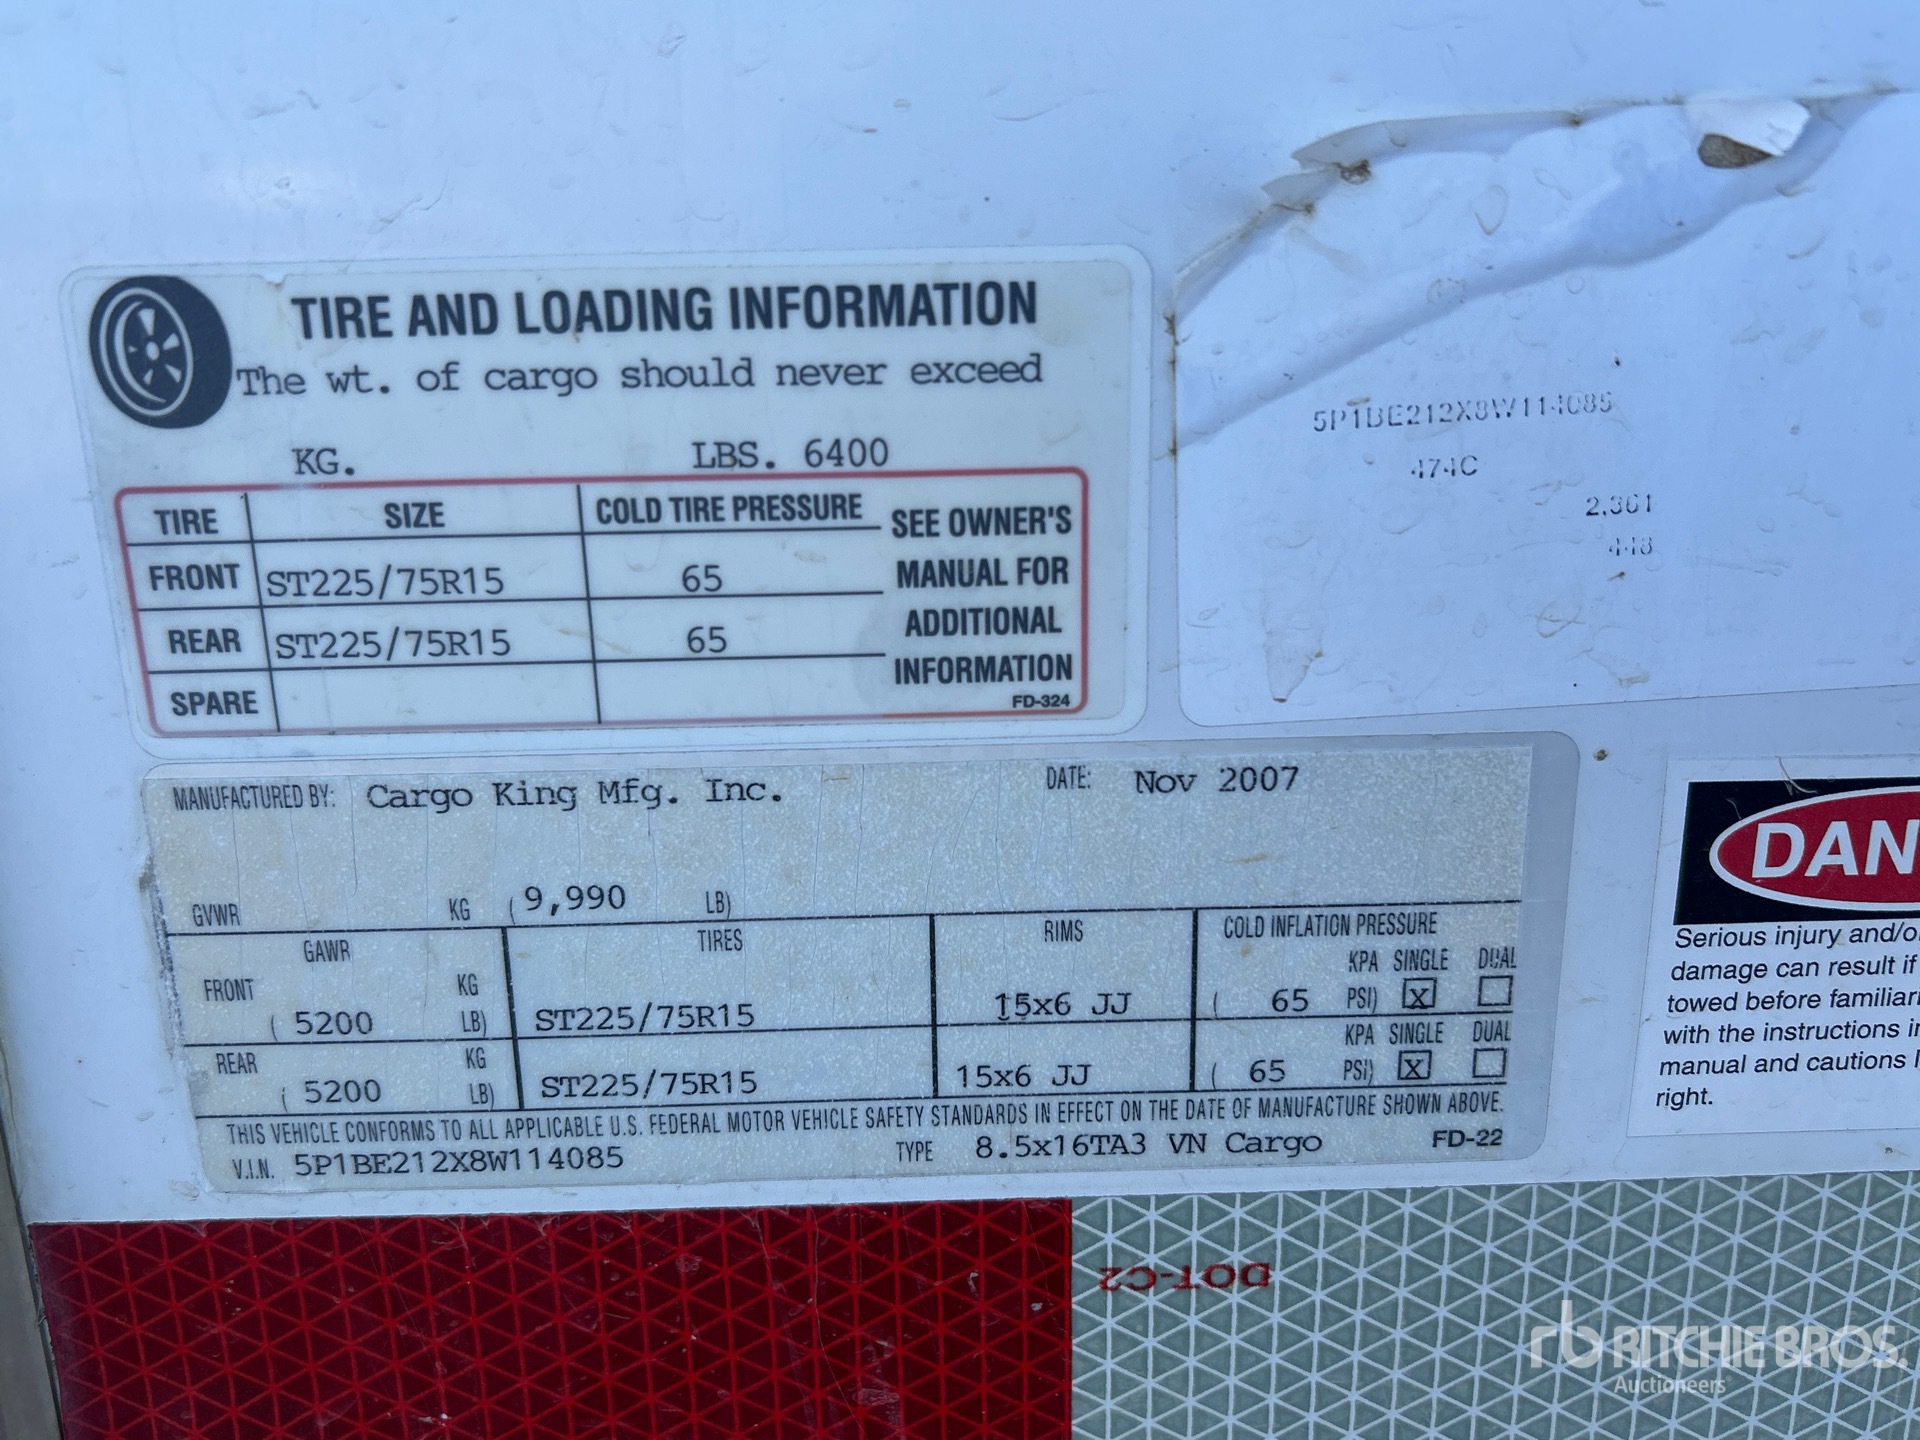 TIRE AND LOADING INFORMATION
The wt. of cargo should never exceed
KG. LBS. 6400
TIRE SIZE COLD TIRE PRESSURE SEE OWNER'S
FRONT ST225/75R15 65 MANUAL FOR
ADDITIONAL
REAR ST225/75R15 65 INFORMATION
SPARE FD-324
5P1BE212X8W114085
474C
2,361
448
MANUFACTURED BY: Cargo King Mfg. Inc. DATE: Nov 2007
GVWR KG (9,990 LB)
GAWR TIRES RIMS COLD INFLATION PRESSURE
FRONT KG KPA SINGLE DUAL
( 5200 LB) ST225/75R15 15x6 JJ ( 65 PSI) X
REAR KG KPA SINGLE DUAL
( 5200 LB) ST225/75R15 15x6 JJ ( 65 PSI) X
THIS VEHICLE CONFORMS TO ALL APPLICABLE U.S. FEDERAL MOTOR VEHICLE SAFETY STANDARDS IN EFFECT ON THE DATE OF MANUFACTURE SHOWN ABOVE.
V.I.N. 5P1BE212X8W114085 TYPE 8.5x16TA3 VN Cargo FD-22
DAN
Serious injury and/o
damage can result if
towed before familiar
with the instructions i
manual and cautions
right.
DOT-C2
rb RITCHIE BROS.
Auctioneers